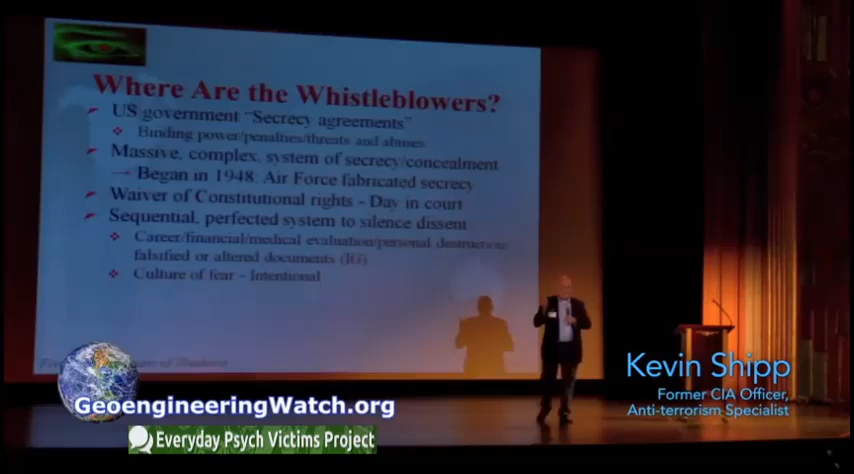 Where Are the Whistleblowers?
US government "Secrecy agreements"
Binding power/penalties/threats and abuses
Massive, complex, system of secrecy/concealment
→ Began in 1948: Air Force fabricated secrecy
Waiver of Constitutional rights - Day in court
Sequential, perfected system to silence dissent
Career/financial/medical evaluation/personal destruction
falsified or altered documents (IG)
Culture of fear - Intentional
Kevin Shipp
Former CIA Officer,
Anti-terrorism Specialist
GeoengineeringWatch.org
Everyday Psych Victims Project